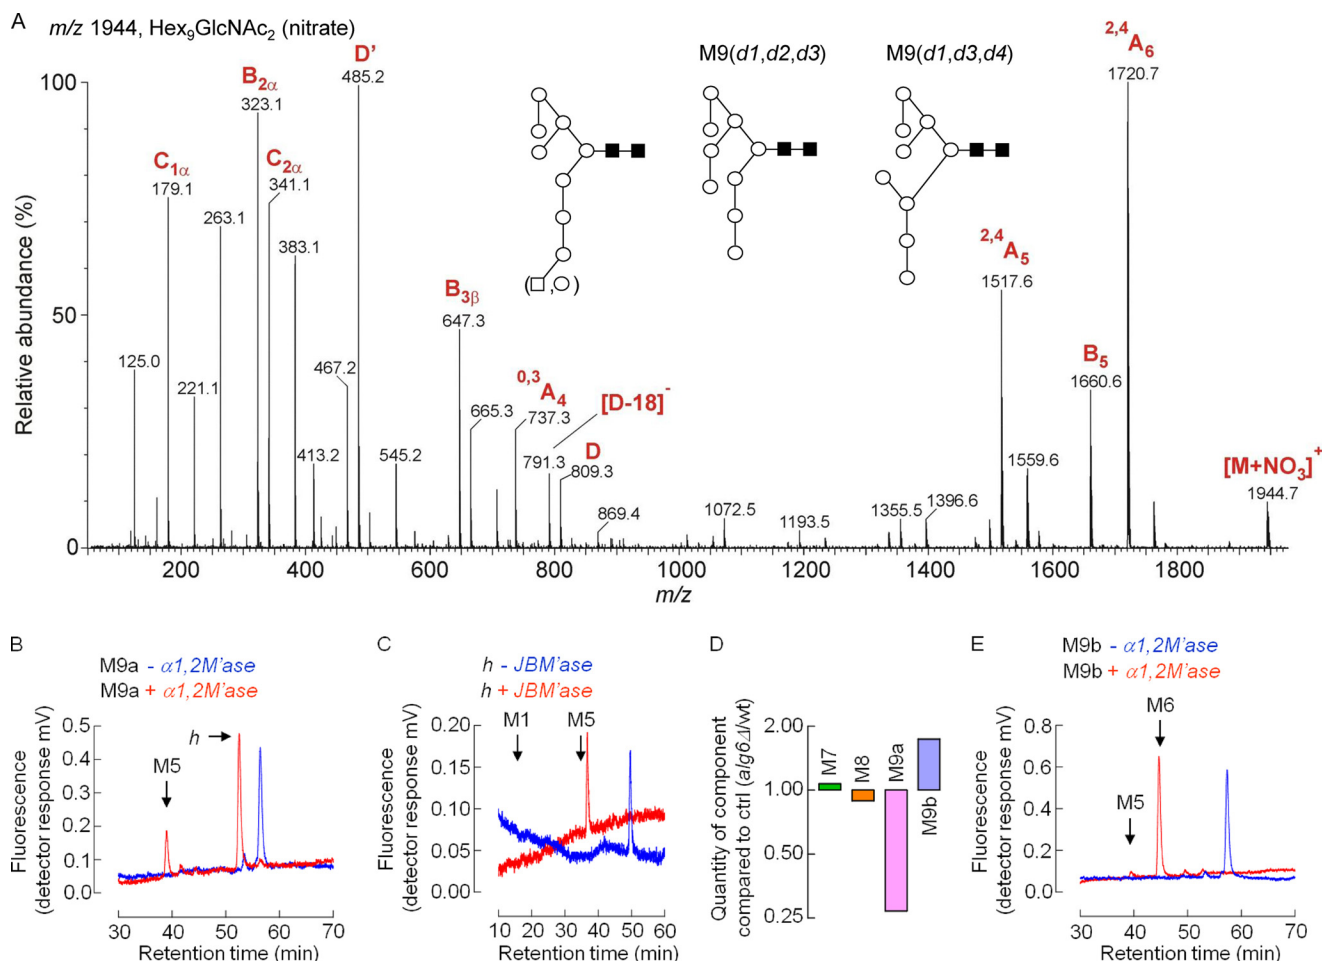 A
m/z 1944, Hex₉GlcNAc₂ (nitrate)
M9(d1,d2,d3)
M9(d1,d3,d4)
Relative abundance (%)
100
50
0
125.0
C₁α
179.1
221.1
263.1
B₂α
323.1
C₂α
341.1
383.1
413.2
467.2
D'
485.2
545.2
B₃β
647.3
665.3
⁰,³A₄
737.3
[D-18]⁻
791.3
D
809.3
869.4
1072.5
1193.5
1355.5
1396.6
²,⁴A₅
1517.6
1559.6
B₅
1660.6
²,⁴A₆
1720.7
[M+NO₃]⁺
1944.7
( , )
200 400 600 800 1000 1200 1400 1600 1800
m/z
B
M9a - α1,2M'ase
M9a + α1,2M'ase
Fluorescence
(detector response mV)
0.5
0.4
0.3
0.2
0.1
0.0
M5
h
30 40 50 60 70
Retention time (min)
C
h - JBM'ase
h + JBM'ase
Fluorescence
(detector response mV)
0.20
0.15
0.10
0.05
0.00
M1
M5
10 20 30 40 50 60
Retention time (min)
D
Quantity of component
compared to ctrl (alg6Δ/wt)
2.00
1.00
0.50
0.25
M7
M8
M9a
M9b
E
M9b - α1,2M'ase
M9b + α1,2M'ase
Fluorescence
(detector response mV)
0.8
0.6
0.4
0.2
0.0
M5
M6
30 40 50 60 70
Retention time (min)